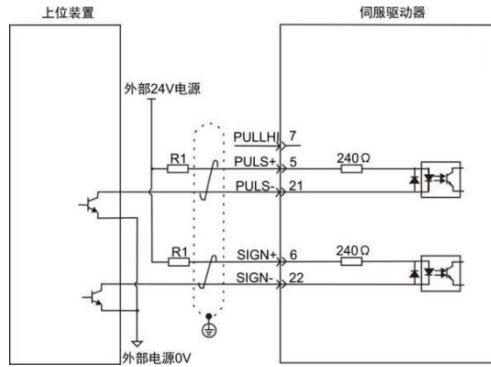 上位装置
伺服驱动器
外部24V电源
PULLHI 7
R1 PULS+ 5 240Ω
PULS- 21
R1 SIGN+ 6 240Ω
SIGN- 22
外部电源0V